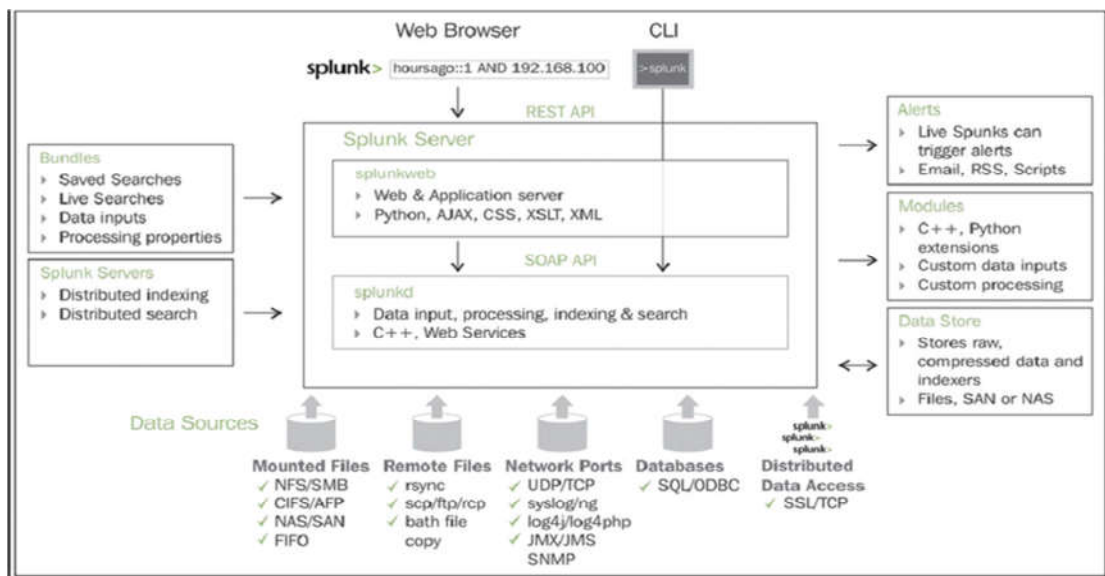 Web Browser
CLI
splunk> hoursago::1 AND 192.168.100
>splunk
REST API
Bundles
Saved Searches
Live Searches
Data inputs
Processing properties
Splunk Servers
Distributed indexing
Distributed search
Splunk Server
splunkweb
Web & Application server
Python, AJAX, CSS, XSLT, XML
SOAP API
splunkd
Data input, processing, indexing & search
C++, Web Services
Alerts
Live Spunks can
trigger alerts
Email, RSS, Scripts
Modules
C++, Python
extensions
Custom data inputs
Custom processing
Data Store
Stores raw,
compressed data and
indexers
Files, SAN or NAS
Data Sources
Mounted Files
NFS/SMB
CIFS/AFP
NAS/SAN
FIFO
Remote Files
rsync
scp/ftp/rcp
bath file
copy
Network Ports
UDP/TCP
syslog/ng
log4j/log4php
JMX/JMS
SNMP
Databases
SQL/ODBC
splunk>
splunk>
splunk>
Distributed
Data Access
SSL/TCP